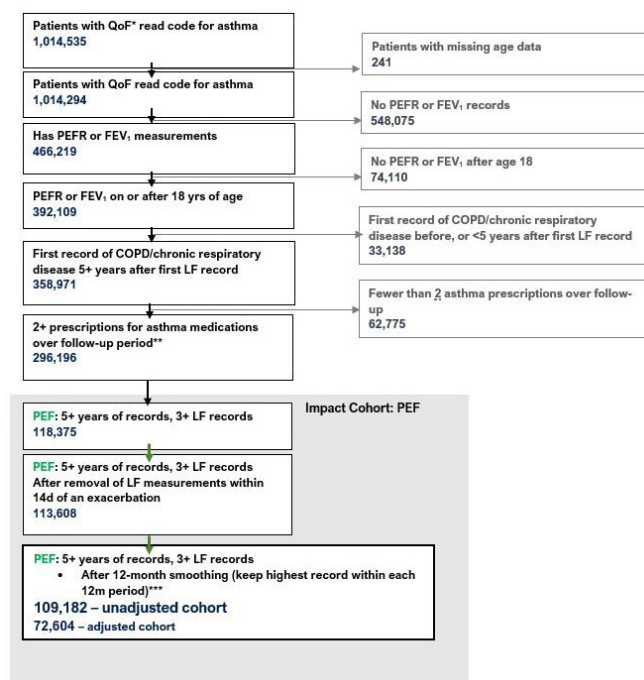 Patients with QoF* read code for asthma
1,014,535
Patients with missing age data
241
Patients with QoF read code for asthma
1,014,294
No PEFR or FEV₁ records
548,075
Has PEFR or FEV₁ measurements
466,219
No PEFR or FEV₁ after age 18
74,110
PEFR or FEV₁ on or after 18 yrs of age
392,109
First record of COPD/chronic respiratory
disease before, or <5 years after first LF record
33,138
First record of COPD/chronic respiratory
disease 5+ years after first LF record
358,971
Fewer than 2 asthma prescriptions over follow-
up
62,775
2+ prescriptions for asthma medications
over follow-up period**
296,196
Impact Cohort: PEF
PEF: 5+ years of records, 3+ LF records
118,375
PEF: 5+ years of records, 3+ LF records
After removal of LF measurements within
14d of an exacerbation
113,608
PEF: 5+ years of records, 3+ LF records
• After 12-month smoothing (keep highest record within each
12m period)***
109,182 – unadjusted cohort
72,604 – adjusted cohort